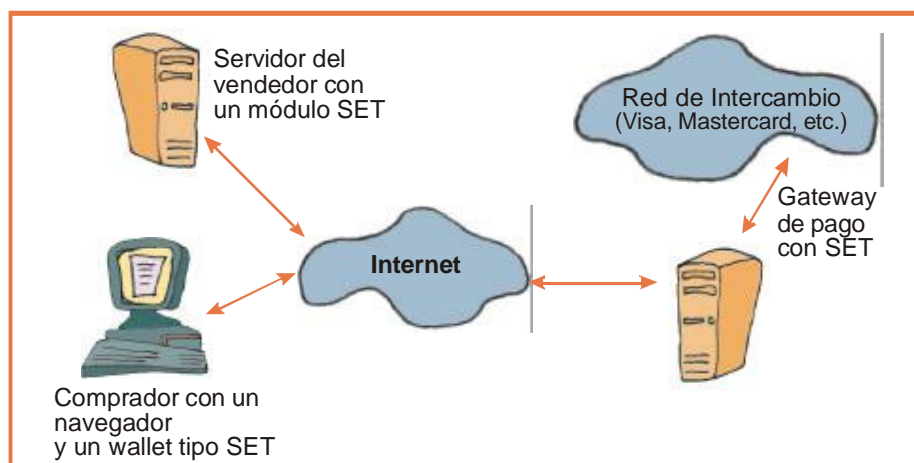 Servidor del
vendedor con
un módulo SET
Red de Intercambio
(Visa, Mastercard, etc.)
Gateway
de pago
con SET
Internet
Comprador con un
navegador
y un wallet tipo SET